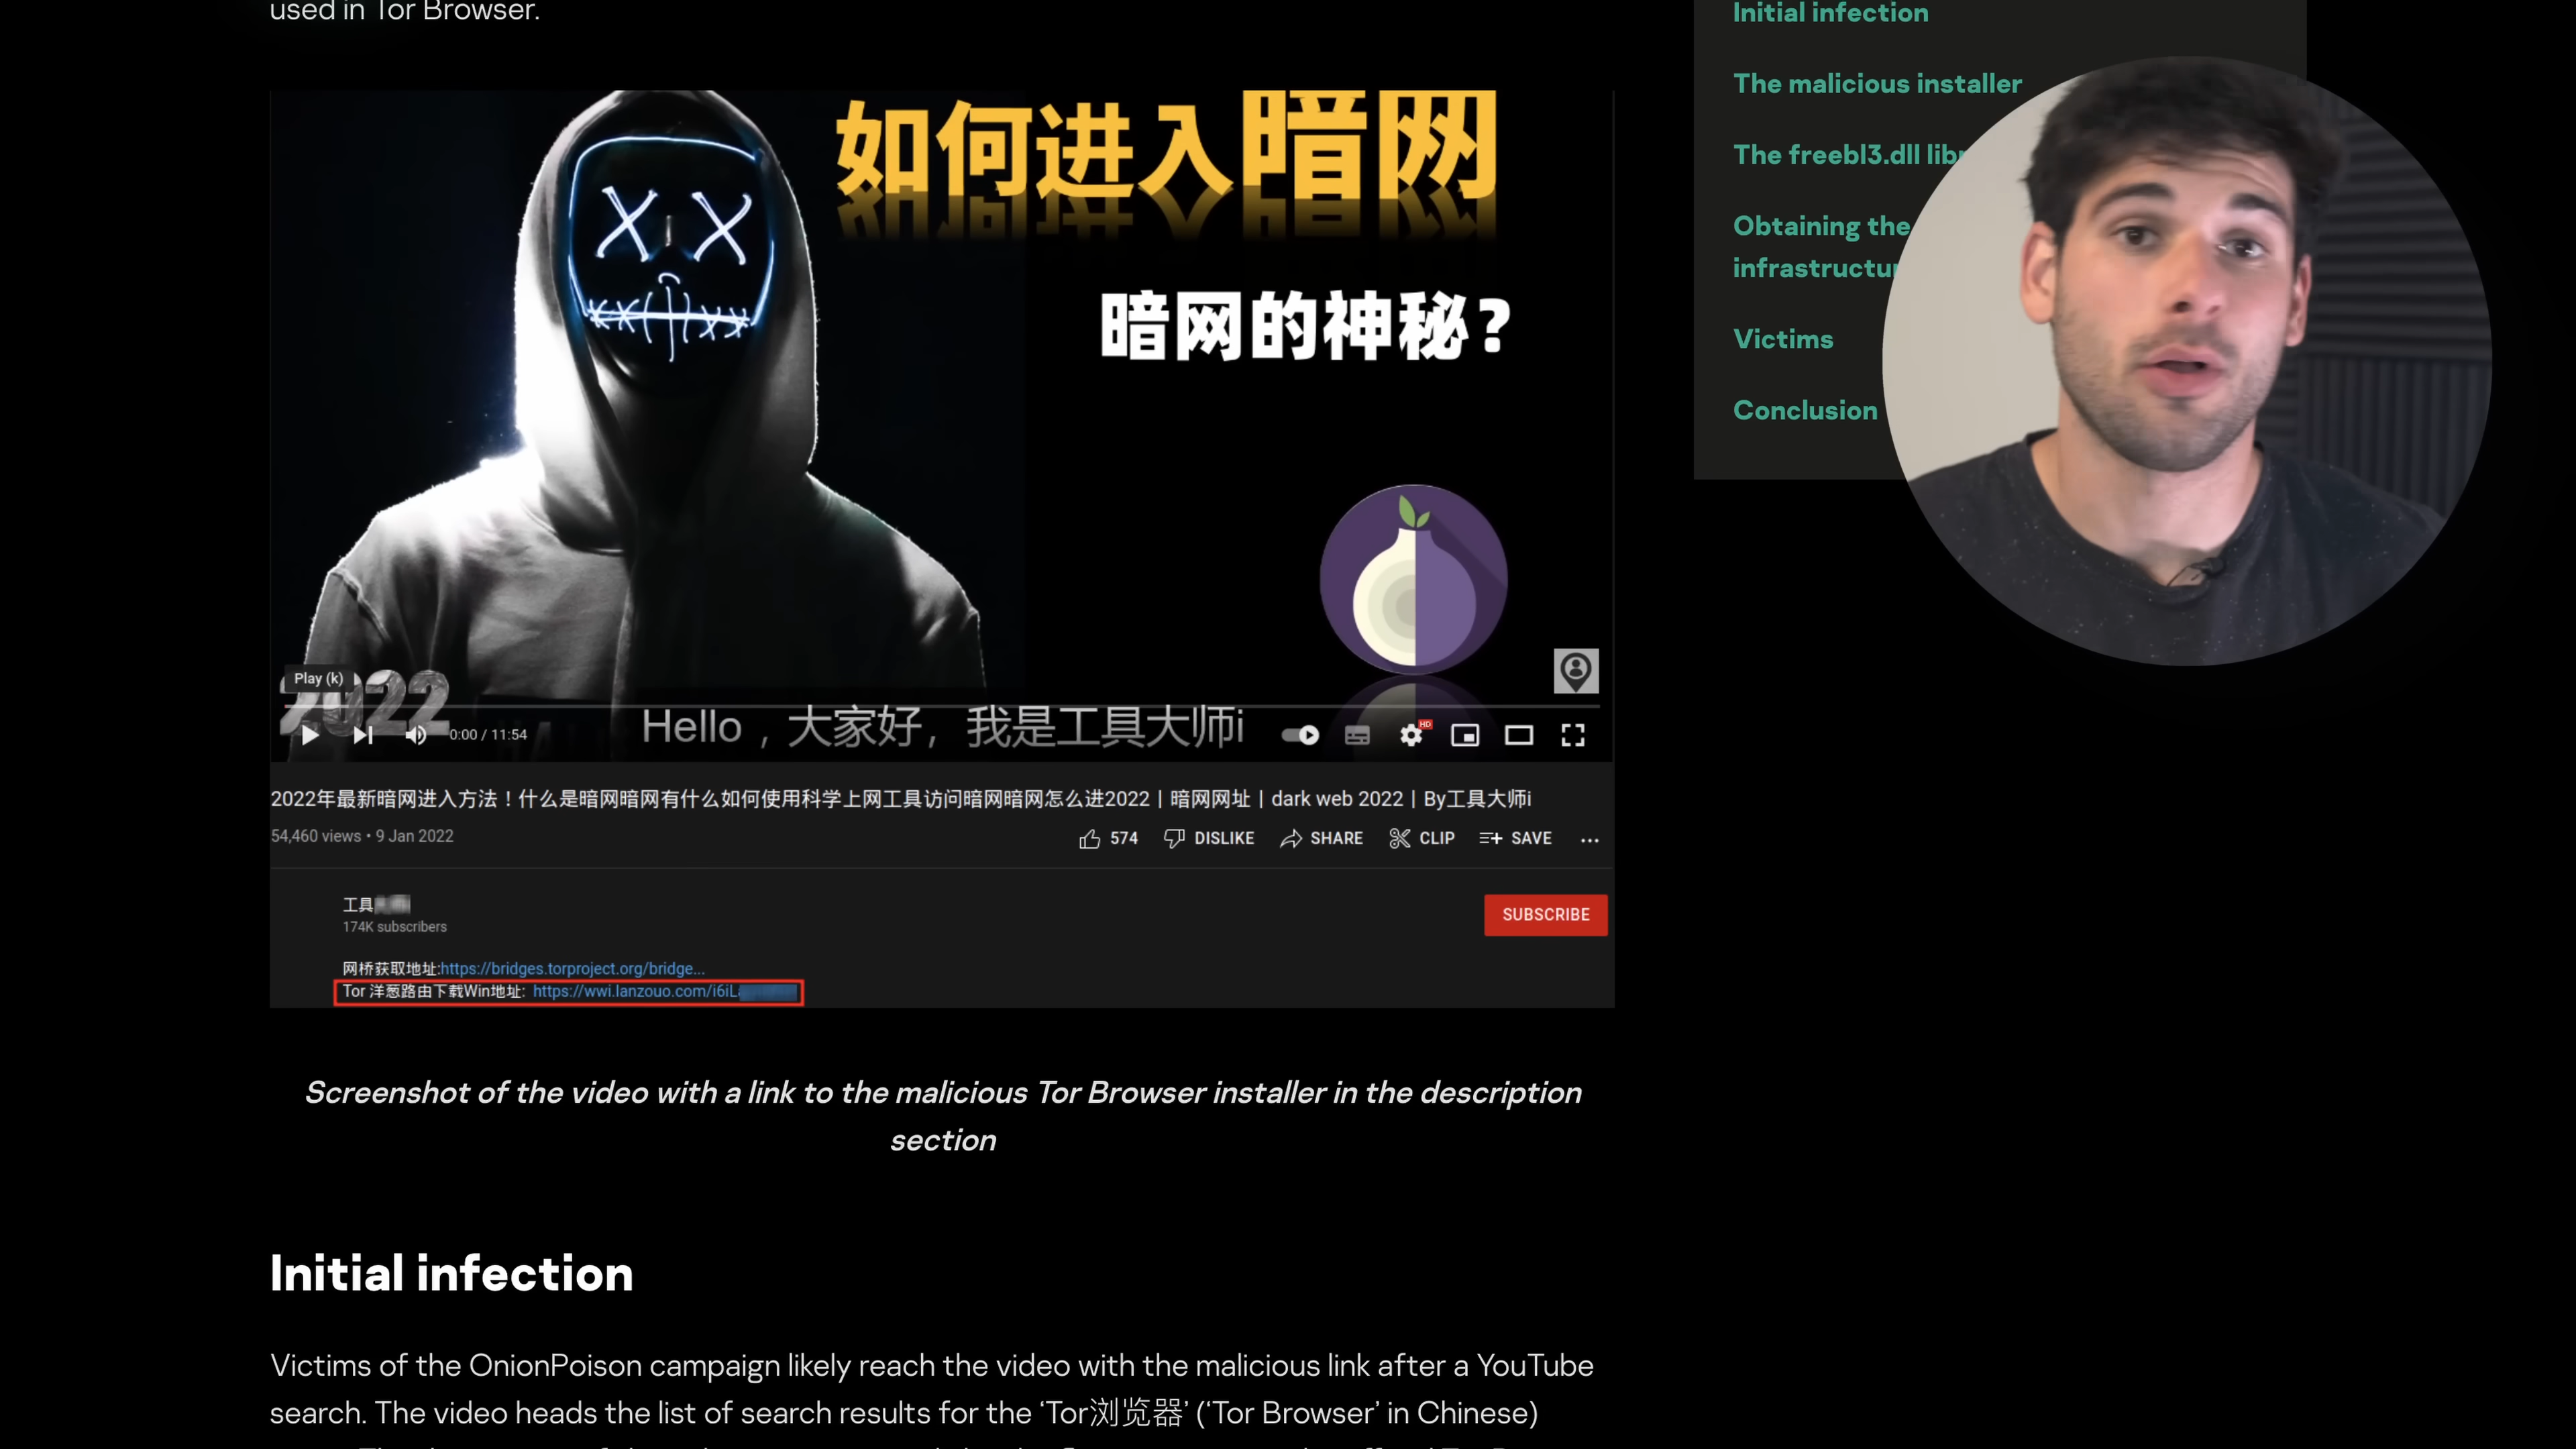 used in Tor Browser.
如何进入暗网
暗网的神秘?
Play (k)
2022
0:00 / 11:54
Hello，大家好，我是工具大师i
HD
2022年最新暗网进入方法！什么是暗网暗网有什么如何使用科学上网工具访问暗网暗网怎么进2022 | 暗网网址 | dark web 2022 | By工具大师i
54,460 views • 9 Jan 2022
574 DISLIKE SHARE CLIP SAVE ...
工具
174K subscribers
SUBSCRIBE
网桥获取地址:https://bridges.torproject.org/bridge...
Tor 洋葱路由下载Win地址: https://wwi.lanzouo.com/i6iL
Screenshot of the video with a link to the malicious Tor Browser installer in the description
section
Initial infection
Victims of the OnionPoison campaign likely reach the video with the malicious link after a YouTube
search. The video heads the list of search results for the ‘Tor浏览器’ (‘Tor Browser’ in Chinese)
Initial infection
The malicious installer
The freebl3.dll
Obtaining the
Victims
Conclusion